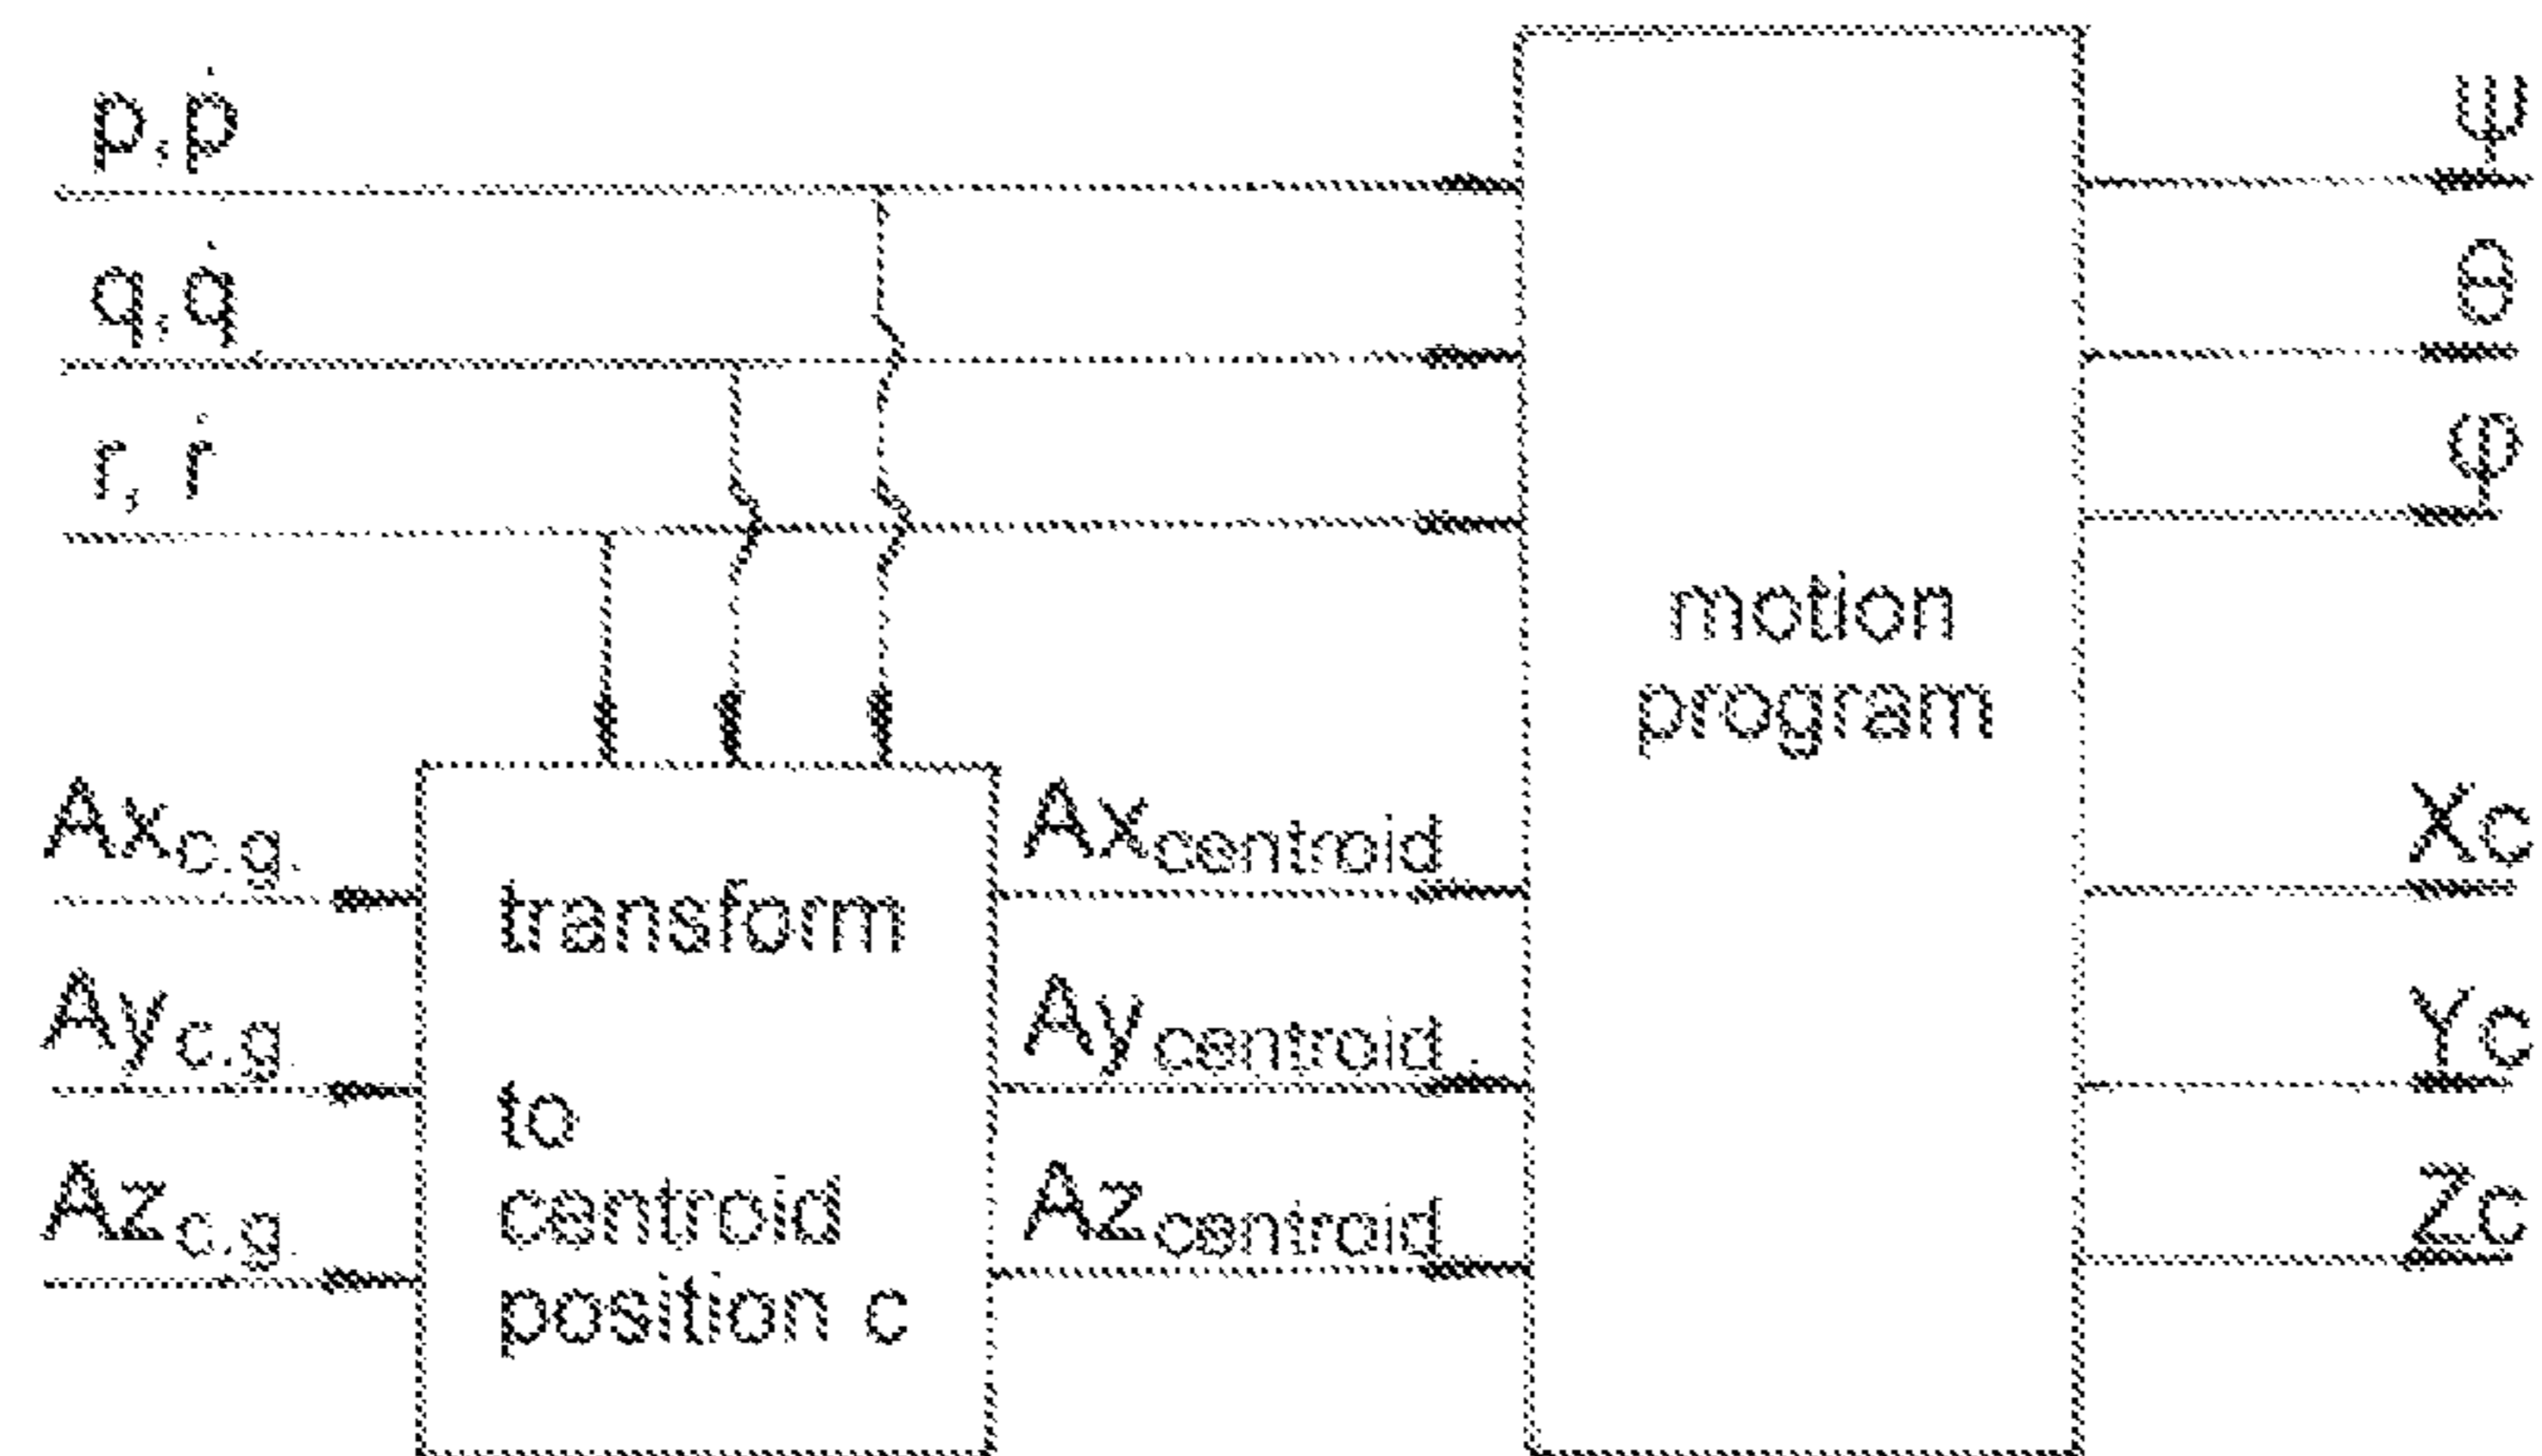 p, ṗ
q, q̇
r, ṙ
Ax c.g.
Ay c.g.
Az c.g.
transform
to
centroid
position c
Ax centroid
Ay centroid
Az centroid
motion
program
ψ
θ
φ
Xc
Yc
Zc